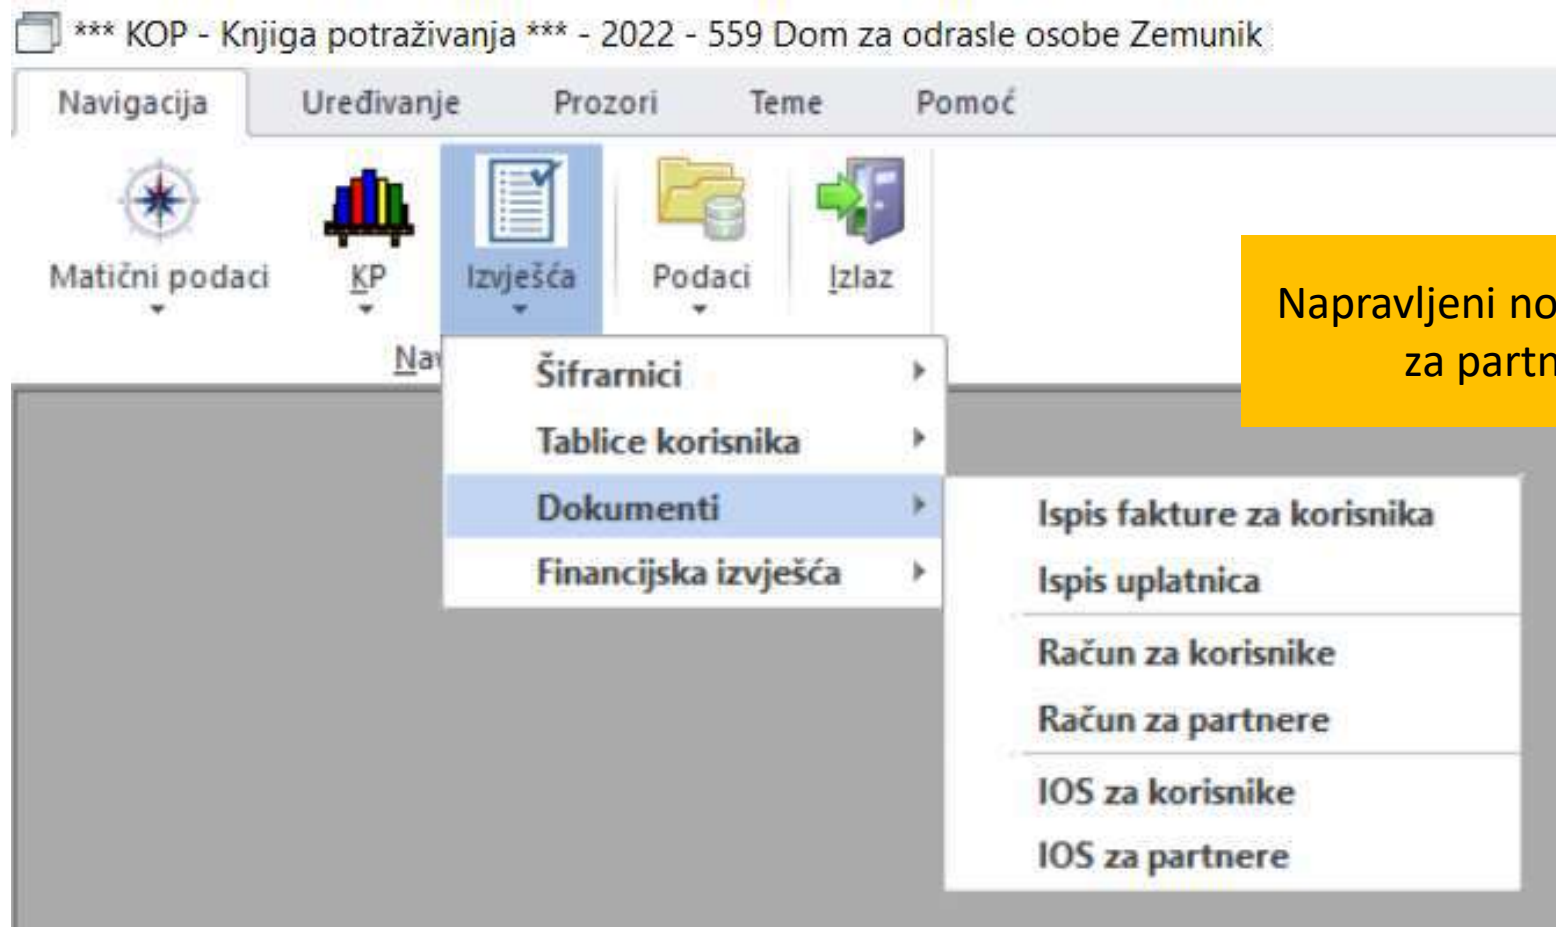 *** KOP - Knjiga potraživanja *** - 2022 - 559 Dom za odrasle osobe Zemunik
Navigacija Uređivanje Prozori Teme Pomoć
Matični podaci KP Izvješća Podaci Izlaz
Napravljeni
za
Šifrarnici
Tablice korisnika
Dokumenti
Financijska izvješća
Ispis fakture za korisnika
Ispis uplatnica
Račun za korisnike
Račun za partnere
IOS za korisnike
IOS za partnere